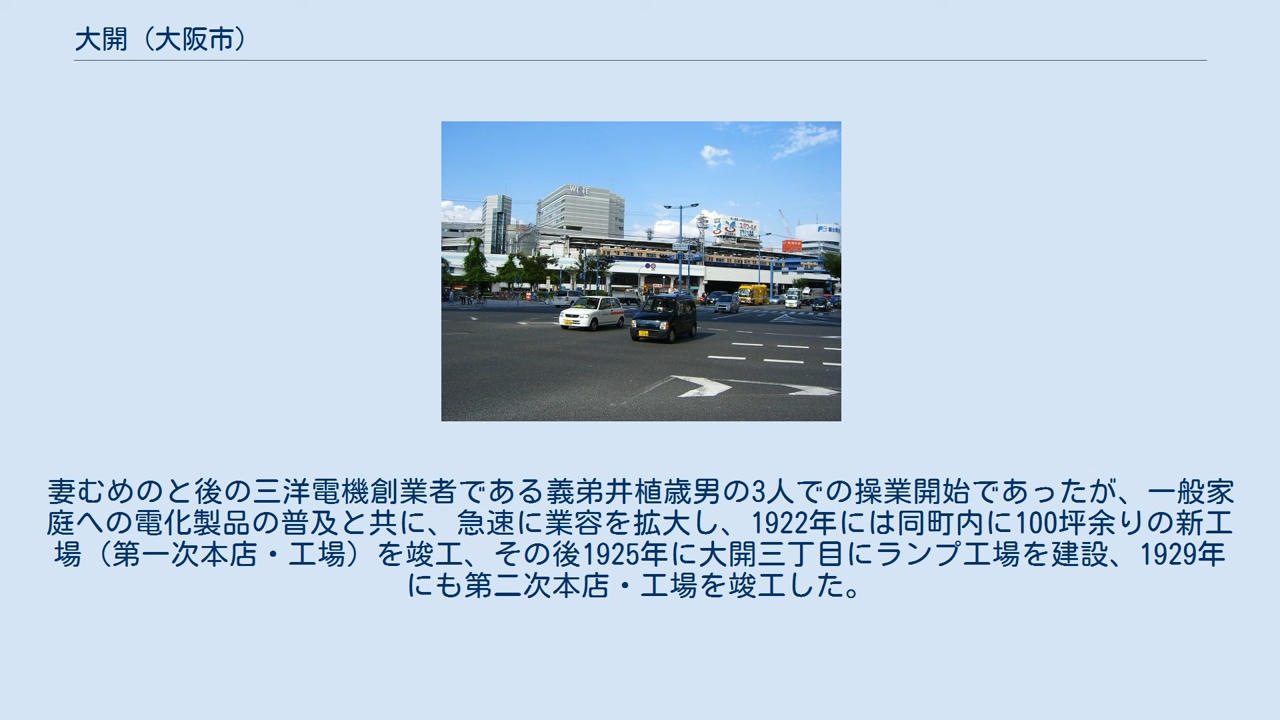 大開（大阪市）
WINE
妻むめのと後の三洋電機創業者である義弟井植歳男の3人での操業開始であったが、一般家
庭への電化製品の普及と共に、急速に業容を拡大し、1922年には同町内に100坪余りの新工
場（第一次本店・工場）を竣工、その後1925年に大開三丁目にランプ工場を建設、1929年
にも第二次本店・工場を竣工した。